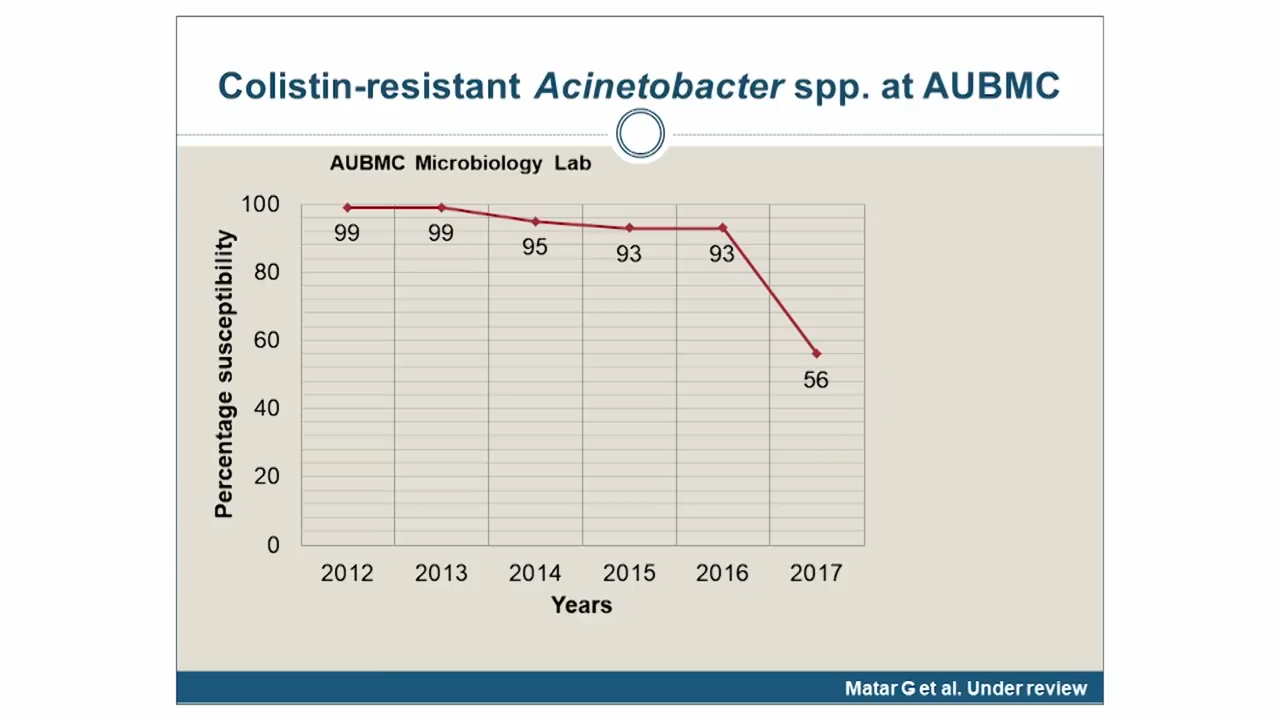 Colistin-resistant Acinetobacter spp. at AUBMC
AUBMC Microbiology Lab
Percentage susceptibility
100
80
60
40
20
0
99
99
95
93
93
56
2012 2013 2014 2015 2016 2017
Years
Matar G et al. Under review